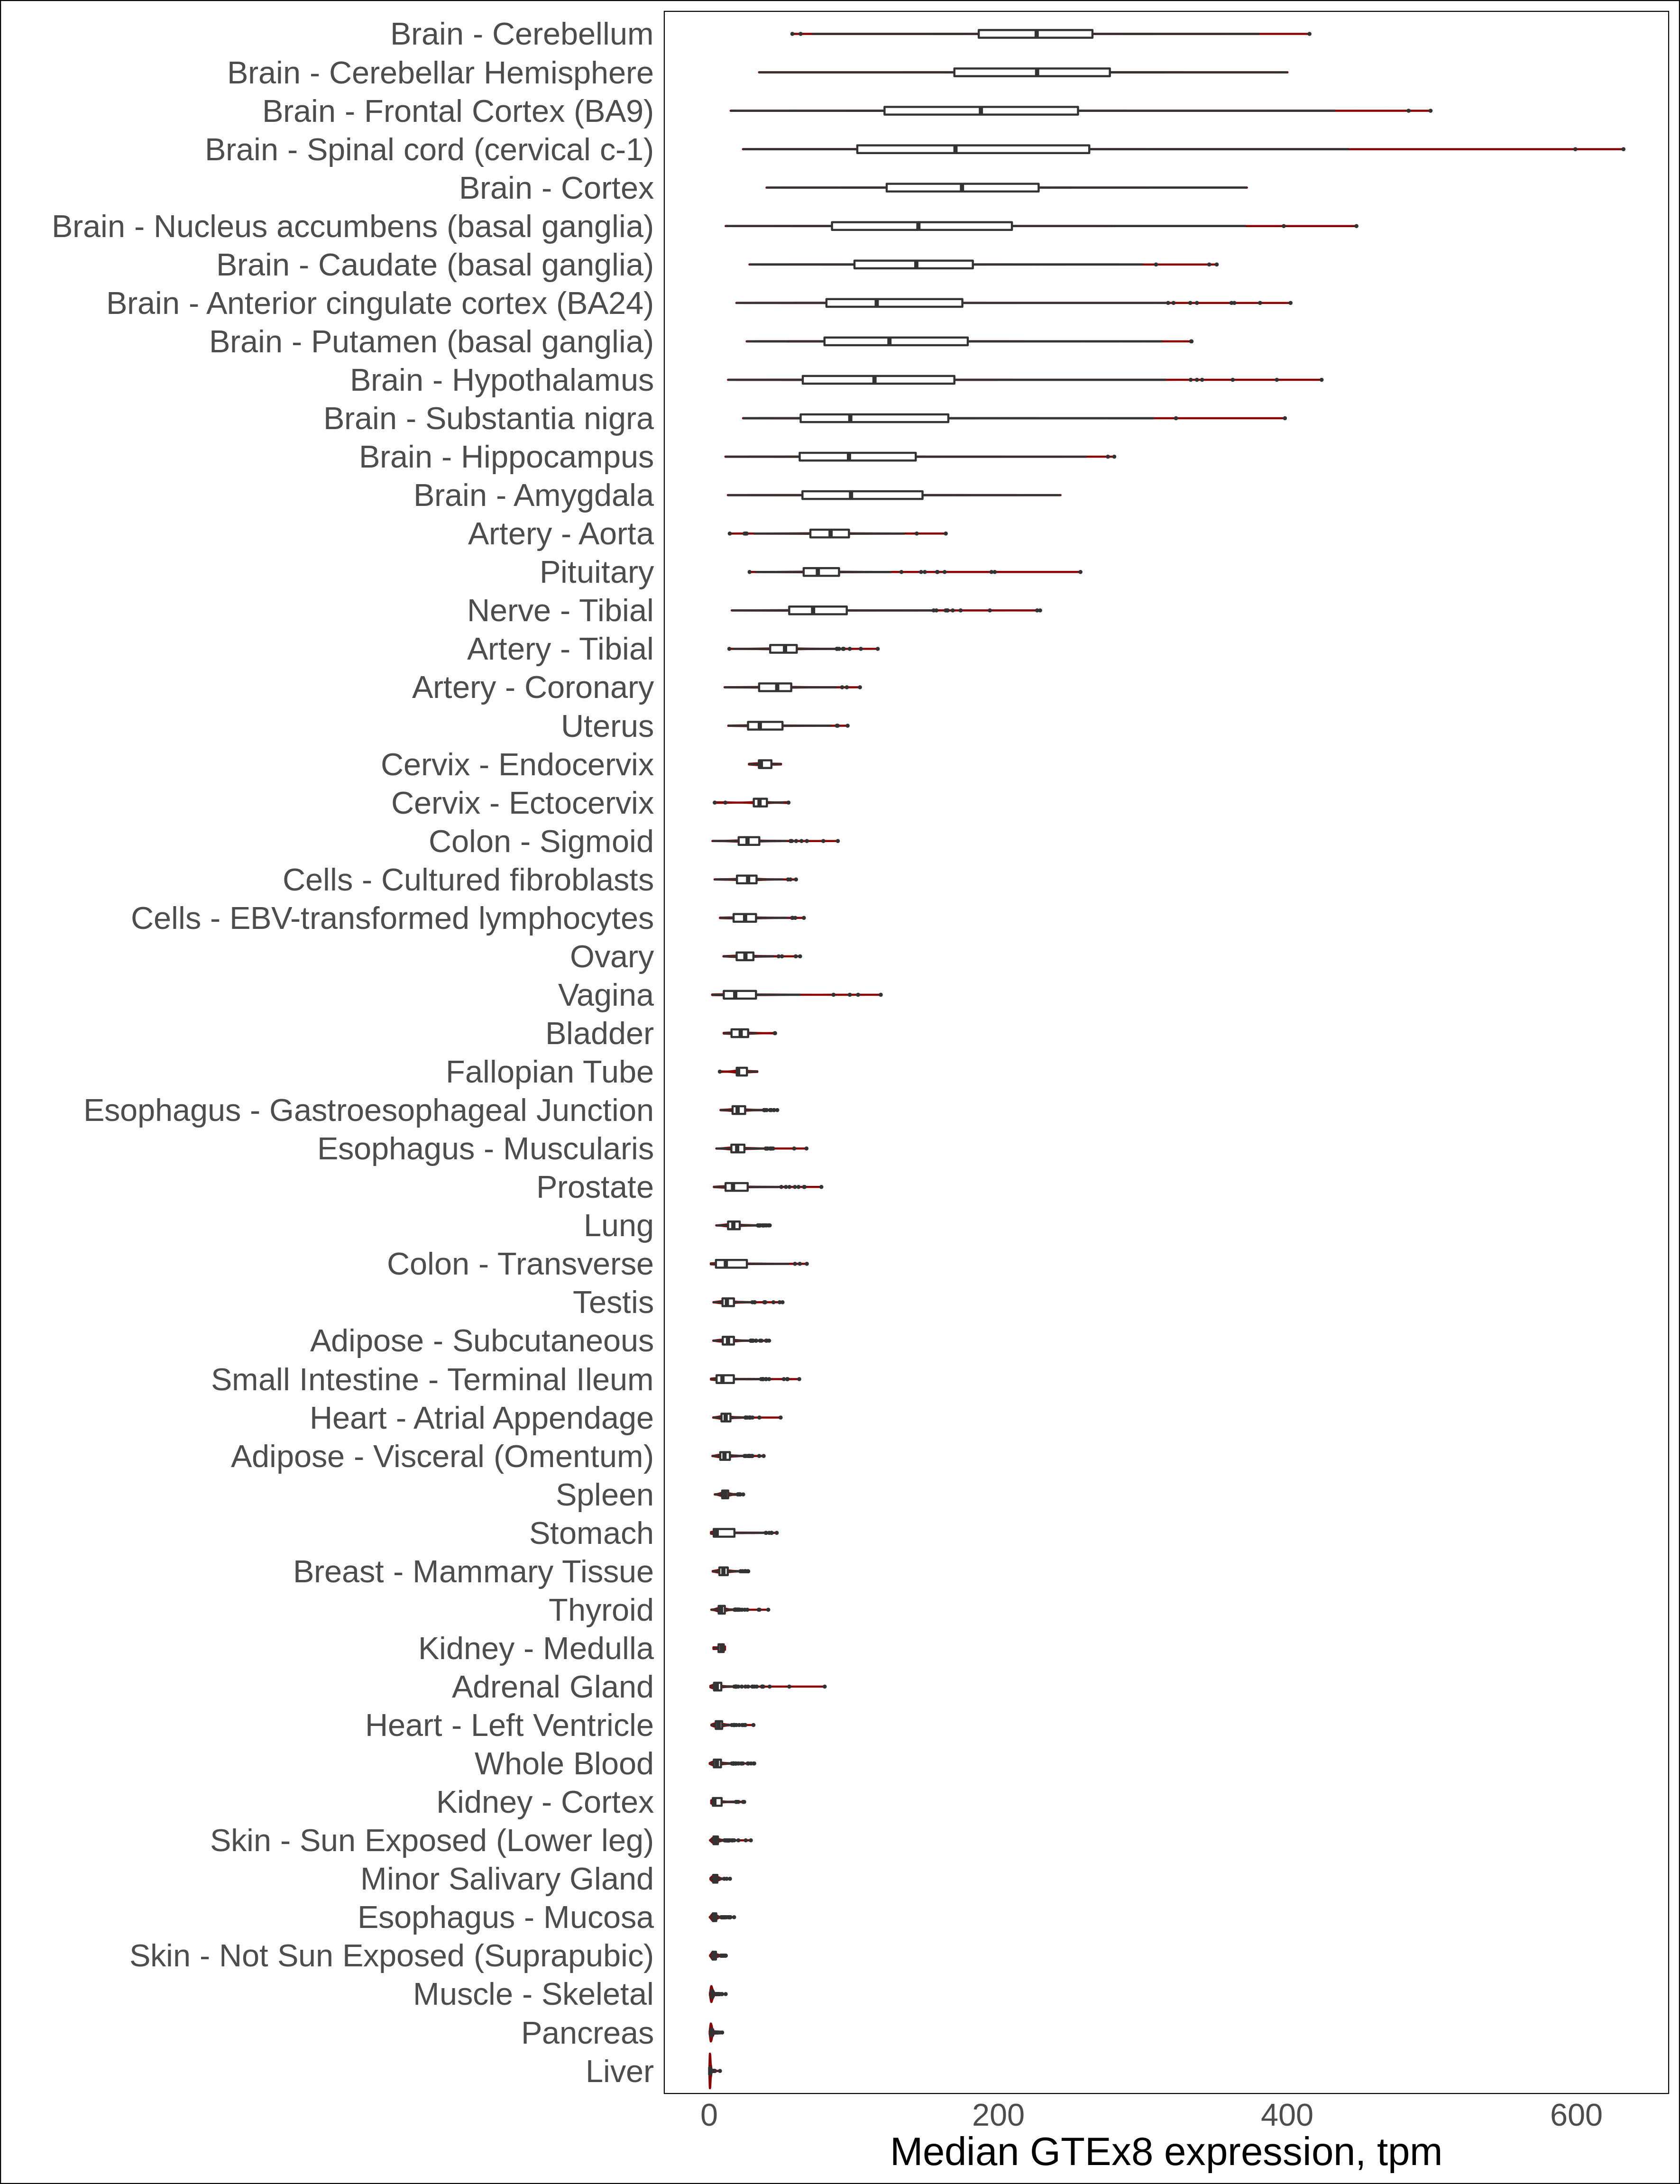 Brain - Cerebellum
Brain - Cerebellar Hemisphere
Brain - Frontal Cortex (BA9)
Brain - Spinal cord (cervical c-1)
Brain - Cortex
Brain - Nucleus accumbens (basal ganglia)
Brain - Caudate (basal ganglia)
Brain - Anterior cingulate cortex (BA24)
Brain - Putamen (basal ganglia)
Brain - Hypothalamus
Brain - Substantia nigra
Brain - Hippocampus
Brain - Amygdala
Artery - Aorta
Pituitary
Nerve - Tibial
Artery - Tibial
Artery - Coronary
Uterus
Cervix - Endocervix
Cervix - Ectocervix
Colon - Sigmoid
Cells - Cultured fibroblasts
Cells - EBV-transformed lymphocytes
Ovary
Vagina
Bladder
Fallopian Tube
Esophagus - Gastroesophageal Junction
Esophagus - Muscularis
Prostate
Lung
Colon - Transverse
Testis
Adipose - Subcutaneous
Small Intestine - Terminal Ileum
Heart - Atrial Appendage
Adipose - Visceral (Omentum)
Spleen
Stomach
Breast - Mammary Tissue
Thyroid
Kidney - Medulla
Adrenal Gland
Heart - Left Ventricle
Whole Blood
Kidney - Cortex
Skin - Sun Exposed (Lower leg)
Minor Salivary Gland
Esophagus - Mucosa
Skin - Not Sun Exposed (Suprapubic)
Muscle - Skeletal
Pancreas
Liver
0 200 400 600
Median GTEx8 expression, tpm